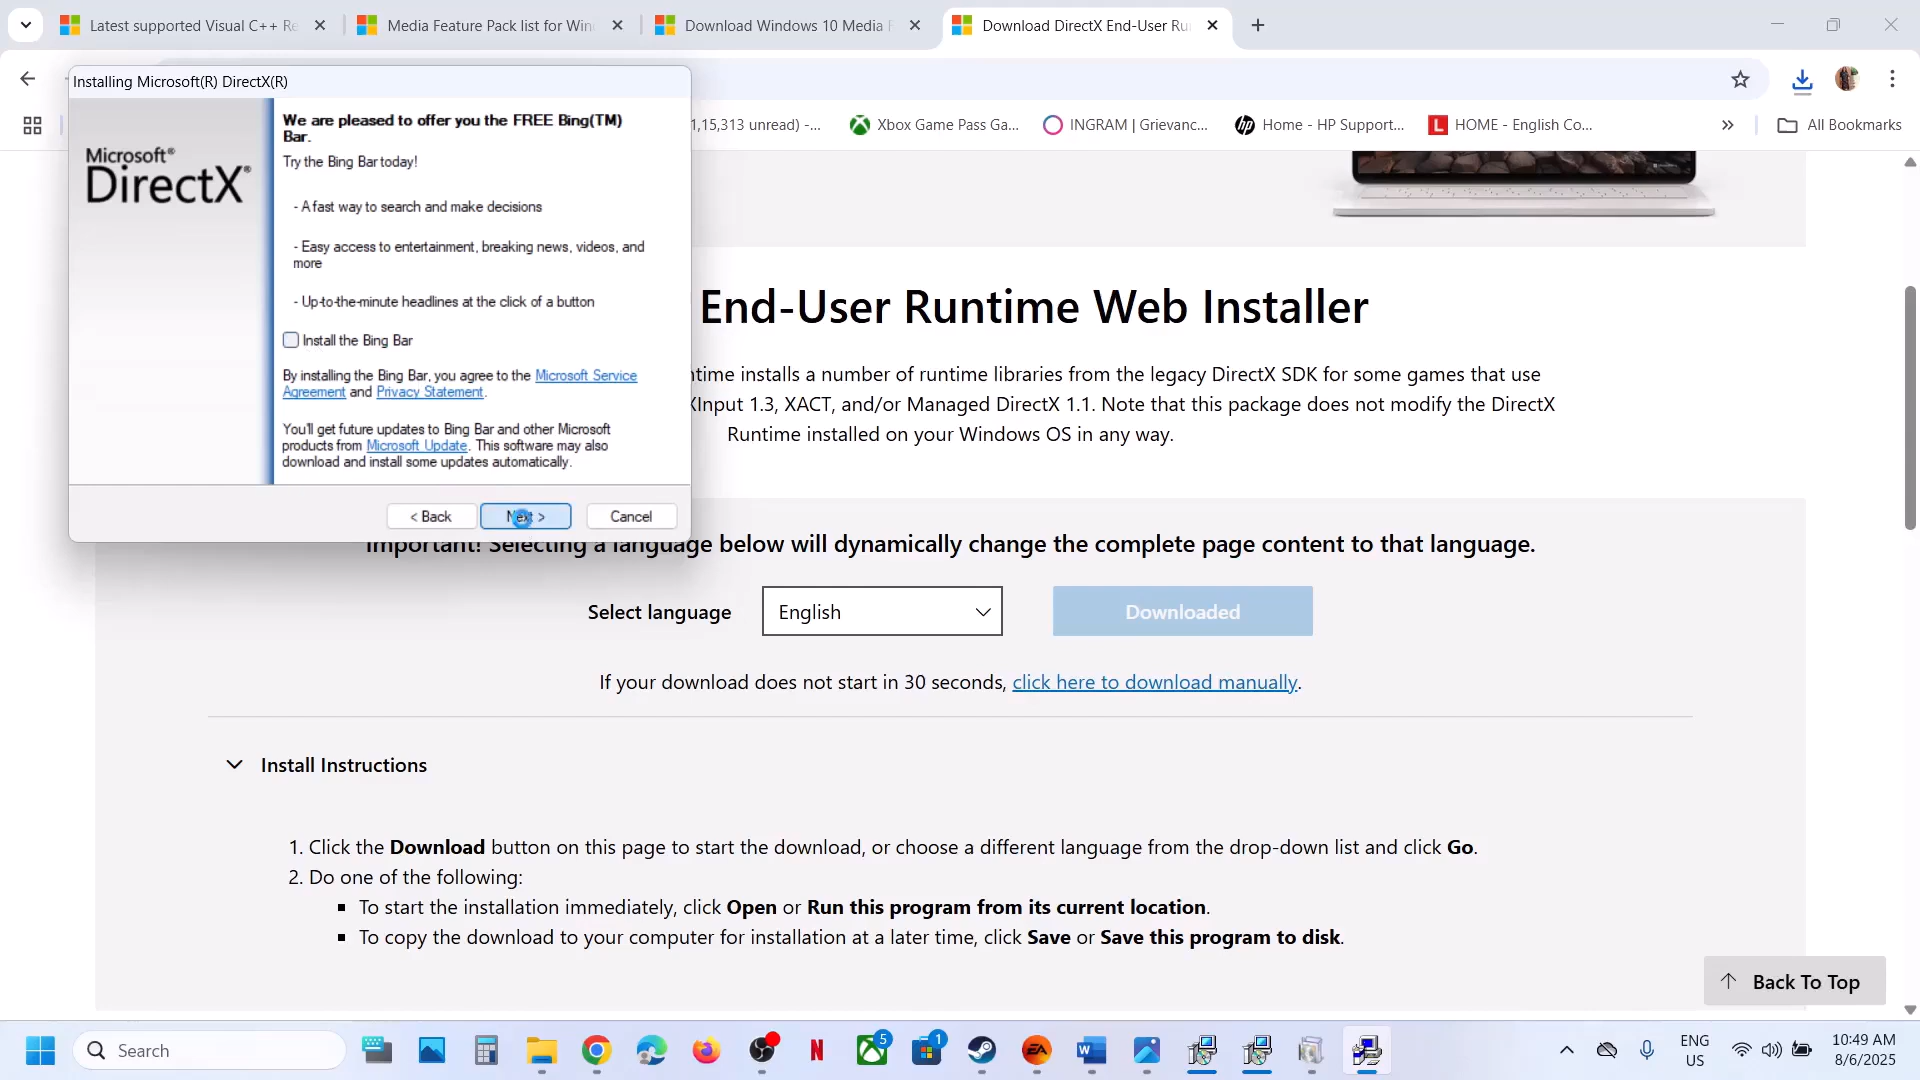 Latest supported Visual C++ Re
Media Feature Pack list for Win
Download Windows 10 Media F
Download DirectX End-User Ru
Installing Microsoft(R) DirectX(R)
1,15,313 unread) -...
Xbox Game Pass Ga...
INGRAM | Grievanc...
Home - HP Support...
HOME - English Co...
All Bookmarks
Microsoft®
DirectX®
We are pleased to offer you the FREE Bing(TM)
Bar.
Try the Bing Bar today!
- A fast way to search and make decisions
- Easy access to entertainment, breaking news, videos, and
more
- Up-to-the-minute headlines at the click of a button
Install the Bing Bar
By installing the Bing Bar, you agree to the Microsoft Service
Agreement and Privacy Statement.
You'll get future updates to Bing Bar and other Microsoft
products from Microsoft Update. This software may also
download and install some updates automatically.
< Back
Next >
Cancel
End-User Runtime Web Installer
ntime installs a number of runtime libraries from the legacy DirectX SDK for some games that use
XInput 1.3, XACT, and/or Managed DirectX 1.1. Note that this package does not modify the DirectX
Runtime installed on your Windows OS in any way.
Important! Selecting a language below will dynamically change the complete page content to that language.
Select language
English
Downloaded
If your download does not start in 30 seconds, click here to download manually.
Install Instructions
1. Click the Download button on this page to start the download, or choose a different language from the drop-down list and click Go.
2. Do one of the following:
To start the installation immediately, click Open or Run this program from its current location.
To copy the download to your computer for installation at a later time, click Save or Save this program to disk.
Back To Top
Search
5
1
ENG
US
10:49 AM
8/6/2025